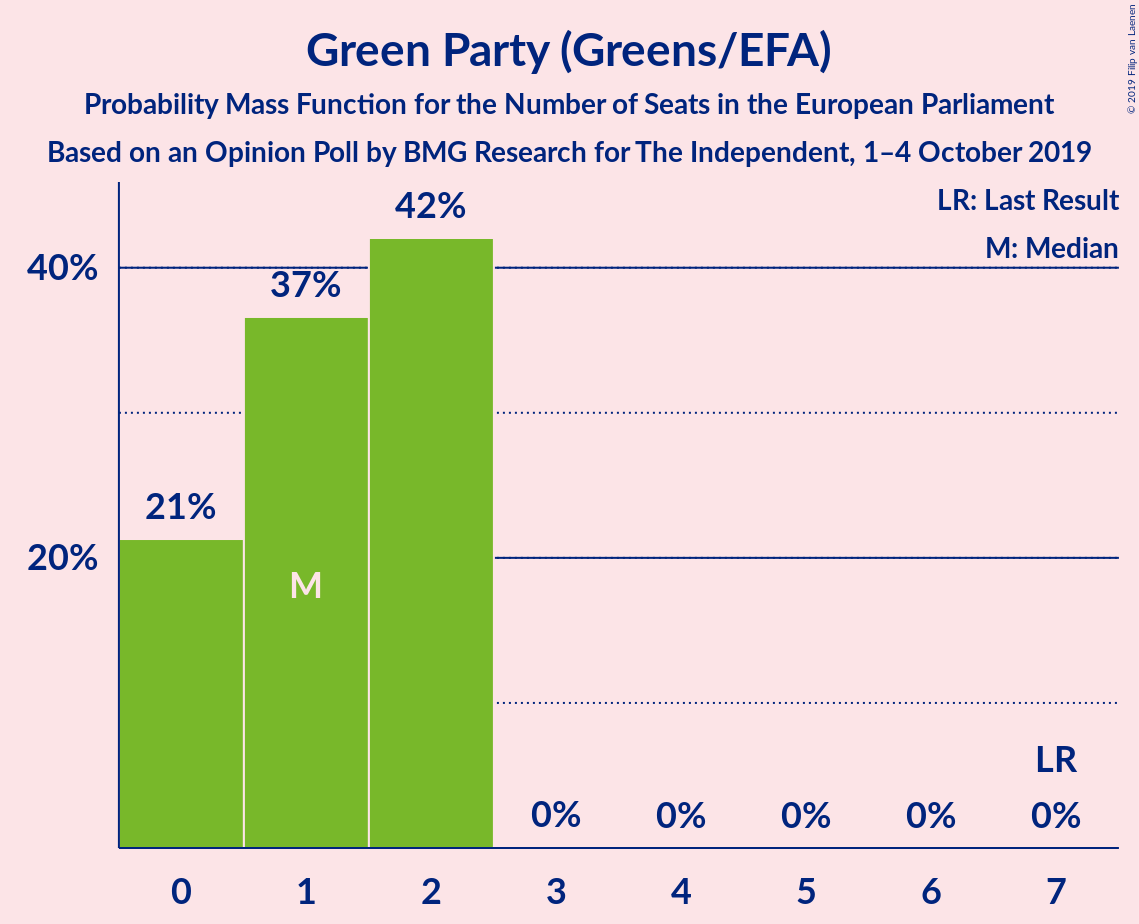 Green Party (Greens/EFA)
Probability Mass Function for the Number of Seats in the European Parliament
Based on an Opinion Poll by BMG Research for The Independent, 1–4 October 2019
© 2019 Filip van Laenen
LR: Last Result
M: Median
42%
40%
37%
21%
20%
M
LR
0% 0% 0% 0% 0%
0 1 2 3 4 5 6 7